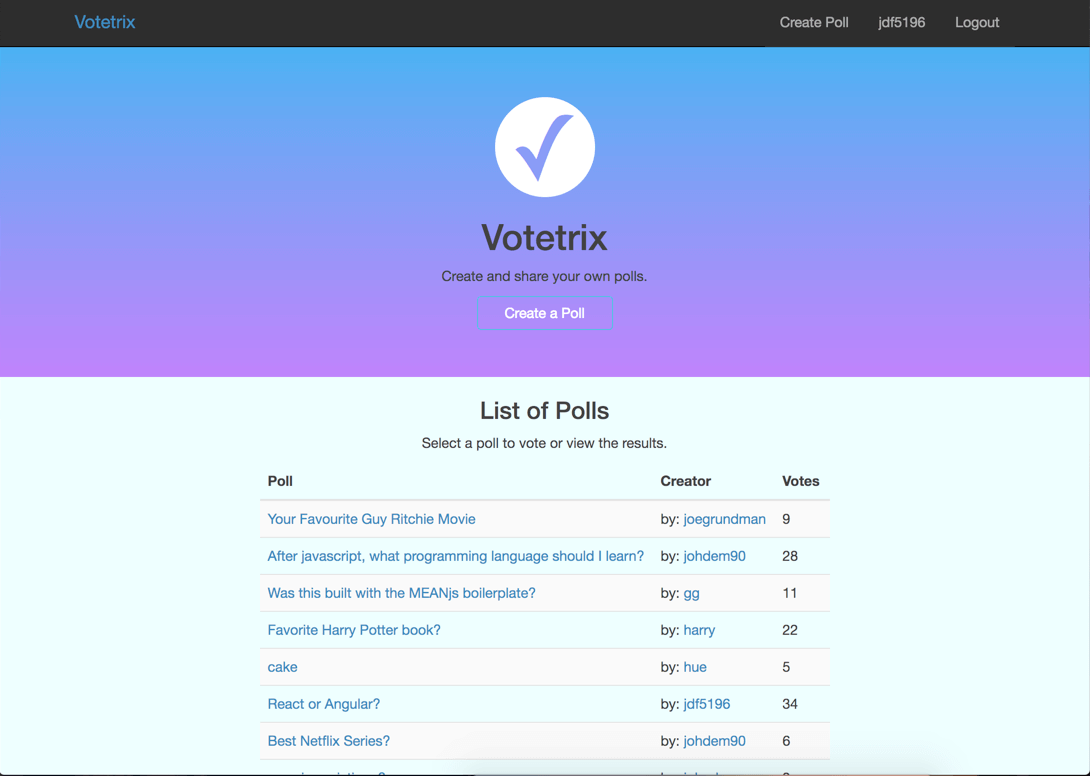 Votetrix Create Poll jdf5196 Logout
Votetrix
Create and share your own polls.
Create a Poll
List of Polls
Select a poll to vote or view the results.
Poll Creator Votes
Your Favourite Guy Ritchie Movie by: joegrundman 9
After javascript, what programming language should I learn? by: johdem90 28
Was this built with the MEANjs boilerplate? by: gg 11
Favorite Harry Potter book? by: harry 22
cake by: hue 5
React or Angular? by: jdf5196 34
Best Netflix Series? by: johdem90 6